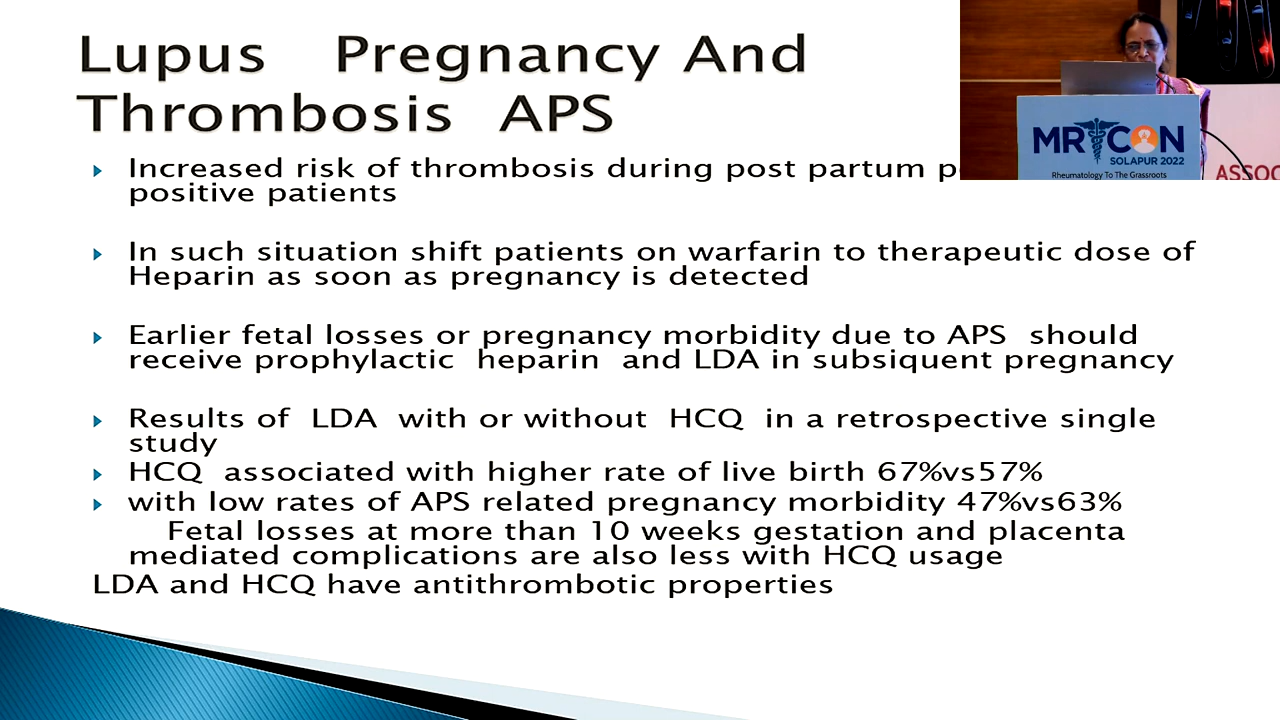 Lupus Pregnancy And
Thrombosis APS
Increased risk of thrombosis during post partum
positive patients
In such situation shift patients on warfarin to therapeutic dose of
Heparin as soon as pregnancy is detected
Earlier fetal losses or pregnancy morbidity due to APS should
receive prophylactic heparin and LDA in subsiquent pregnancy
Results of LDA with or without HCQ in a retrospective single
study
HCQ associated with higher rate of live birth 67%vs57%
with low rates of APS related pregnancy morbidity 47%vs63%
Fetal losses at more than 10 weeks gestation and placenta
mediated complications are also less with HCQ usage
LDA and HCQ have antithrombotic properties
MR CON
SOLAPUR 2022
Rheumatology To The Grassroots
ASSOC